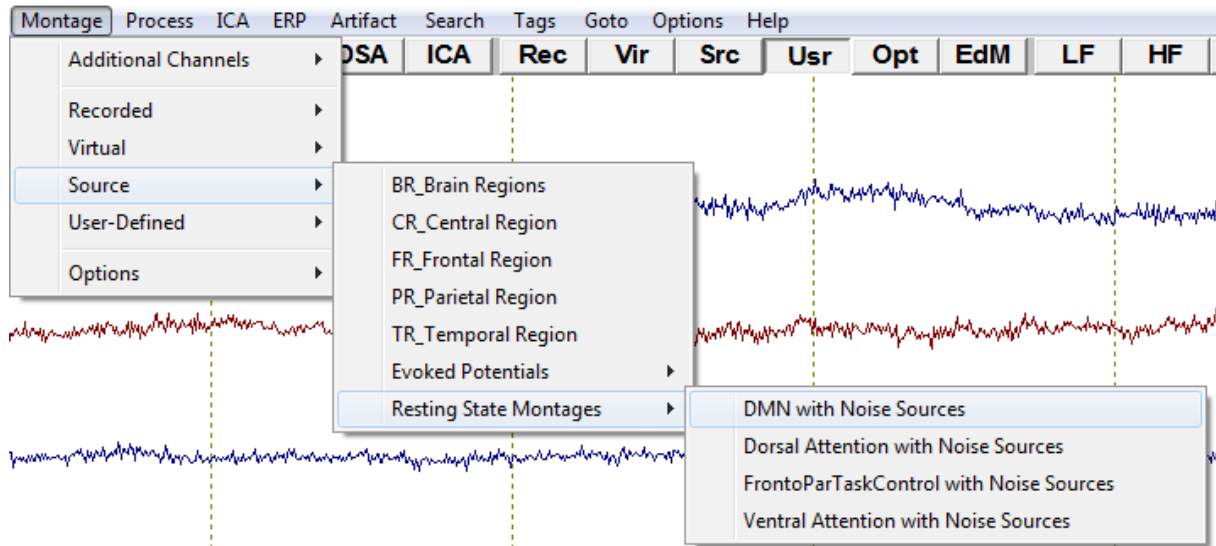 Montage Process ICA ERP Artifact Search Tags Goto Options Help
DSA ICA Rec Vir Src Usr Opt EdM LF HF
Additional Channels
Recorded
Virtual
Source
User-Defined
Options
BR_Brain Regions
CR_Central Region
FR_Frontal Region
PR_Parietal Region
TR_Temporal Region
Evoked Potentials
Resting State Montages
DMN with Noise Sources
Dorsal Attention with Noise Sources
FrontoParTaskControl with Noise Sources
Ventral Attention with Noise Sources